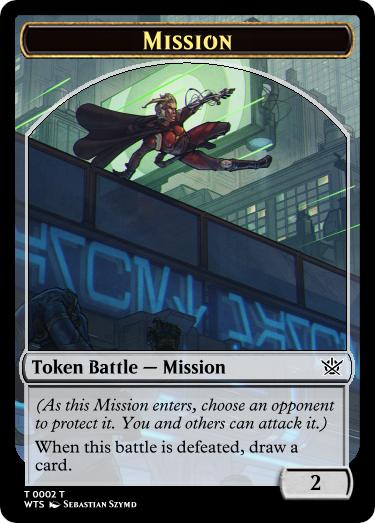 MISSION
Token Battle — Mission
(As this Mission enters, choose an opponent
to protect it. You and others can attack it.)
When this battle is defeated, draw a
card.
2
T 0002 T
WTS SEBASTIAN SZYMD